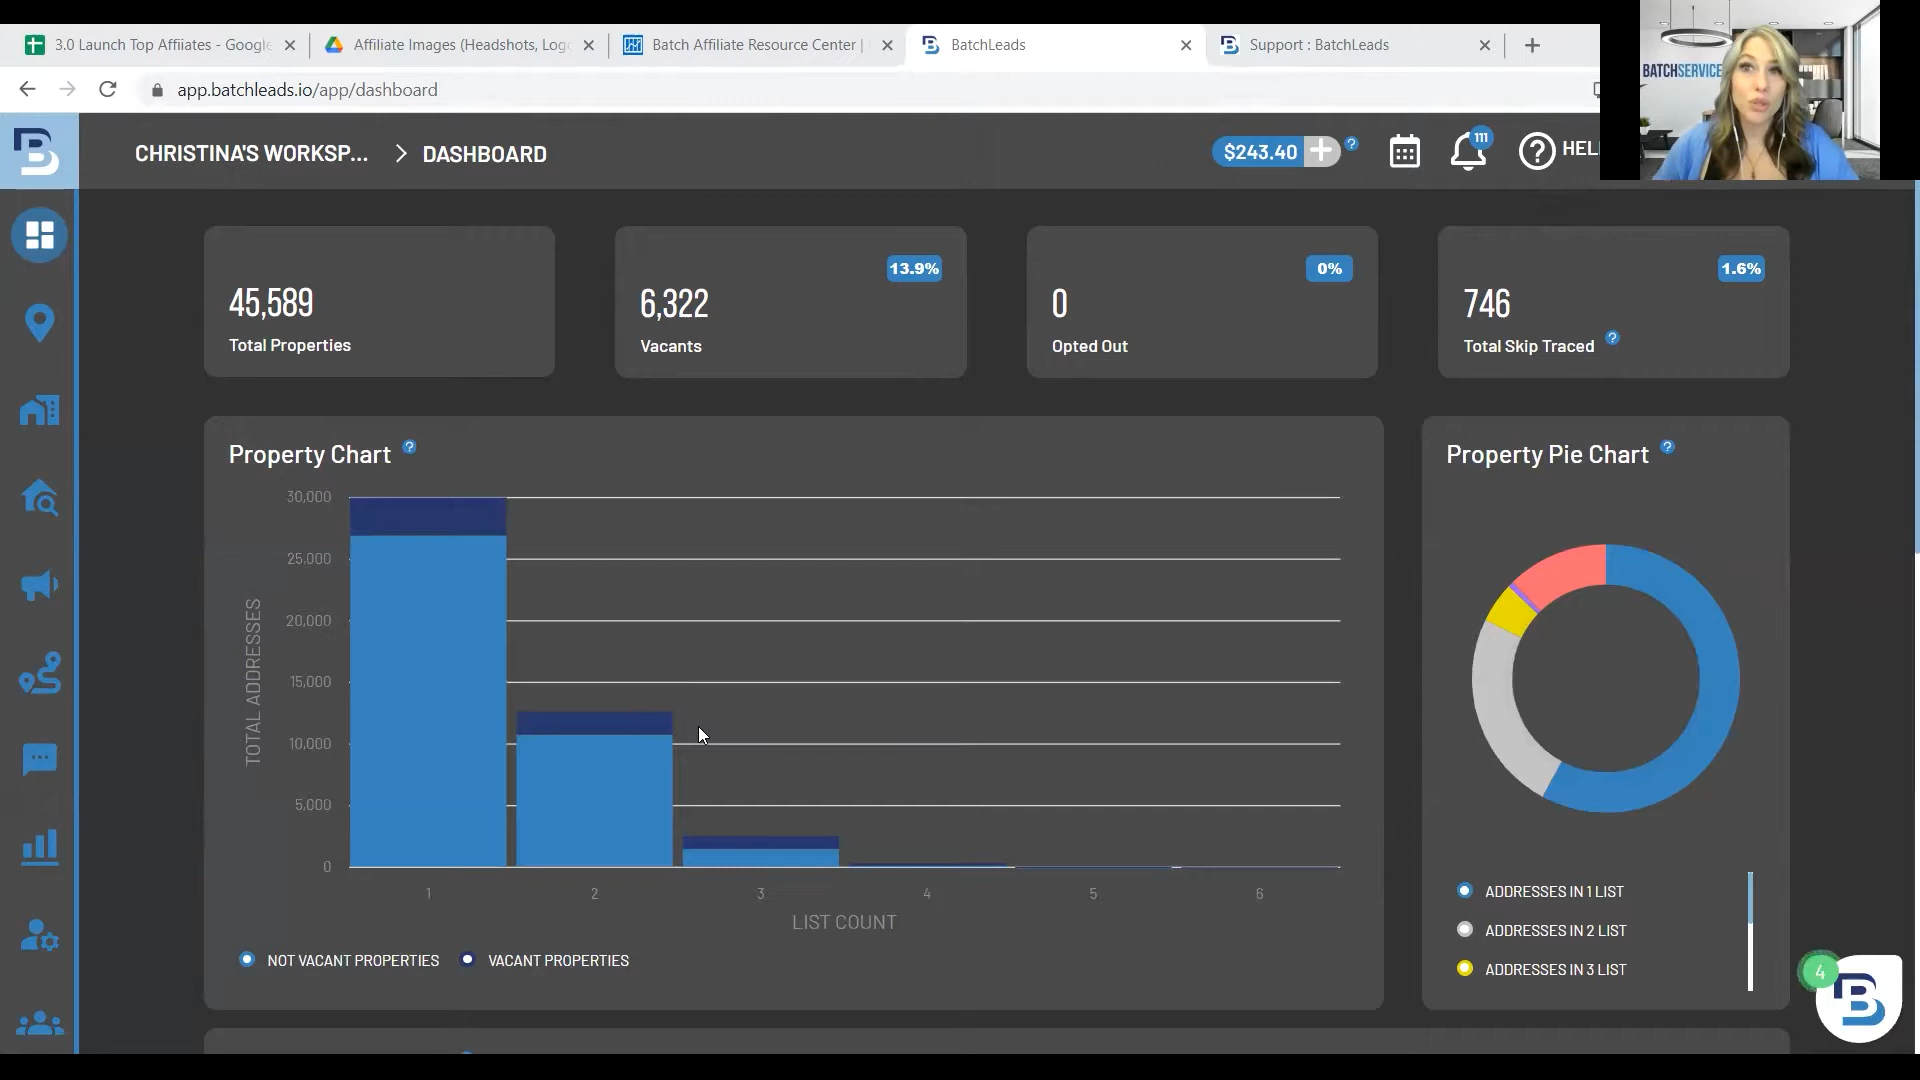 3.0 Launch Top Affiiates - Google
Affiliate Images (Headshots, Logo
Batch Affiliate Resource Center |
BatchLeads
Support : BatchLeads
app.batchleads.io/app/dashboard
BATCHSERVICE
CHRISTINA'S WORKSP... > DASHBOARD
$243.40 +
?
111
?
HEL
45,589
Total Properties
13.9%
6,322
Vacants
0%
0
Opted Out
1.6%
746
Total Skip Traced ?
Property Chart ?
30,000
25,000
20,000
15,000
10,000
5,000
0
TOTAL ADDRESSES
1 2 3 4 5 6
LIST COUNT
NOT VACANT PROPERTIES
VACANT PROPERTIES
Property Pie Chart ?
ADDRESSES IN 1 LIST
ADDRESSES IN 2 LIST
ADDRESSES IN 3 LIST
4